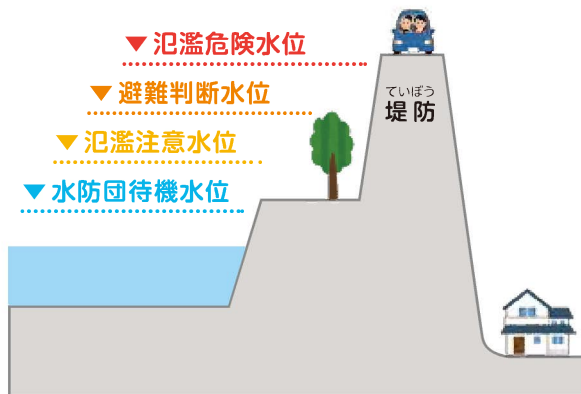 ▼氾濫危険水位
▼避難判断水位
▼氾濫注意水位
▼水防団待機水位
ていぼう
堤防